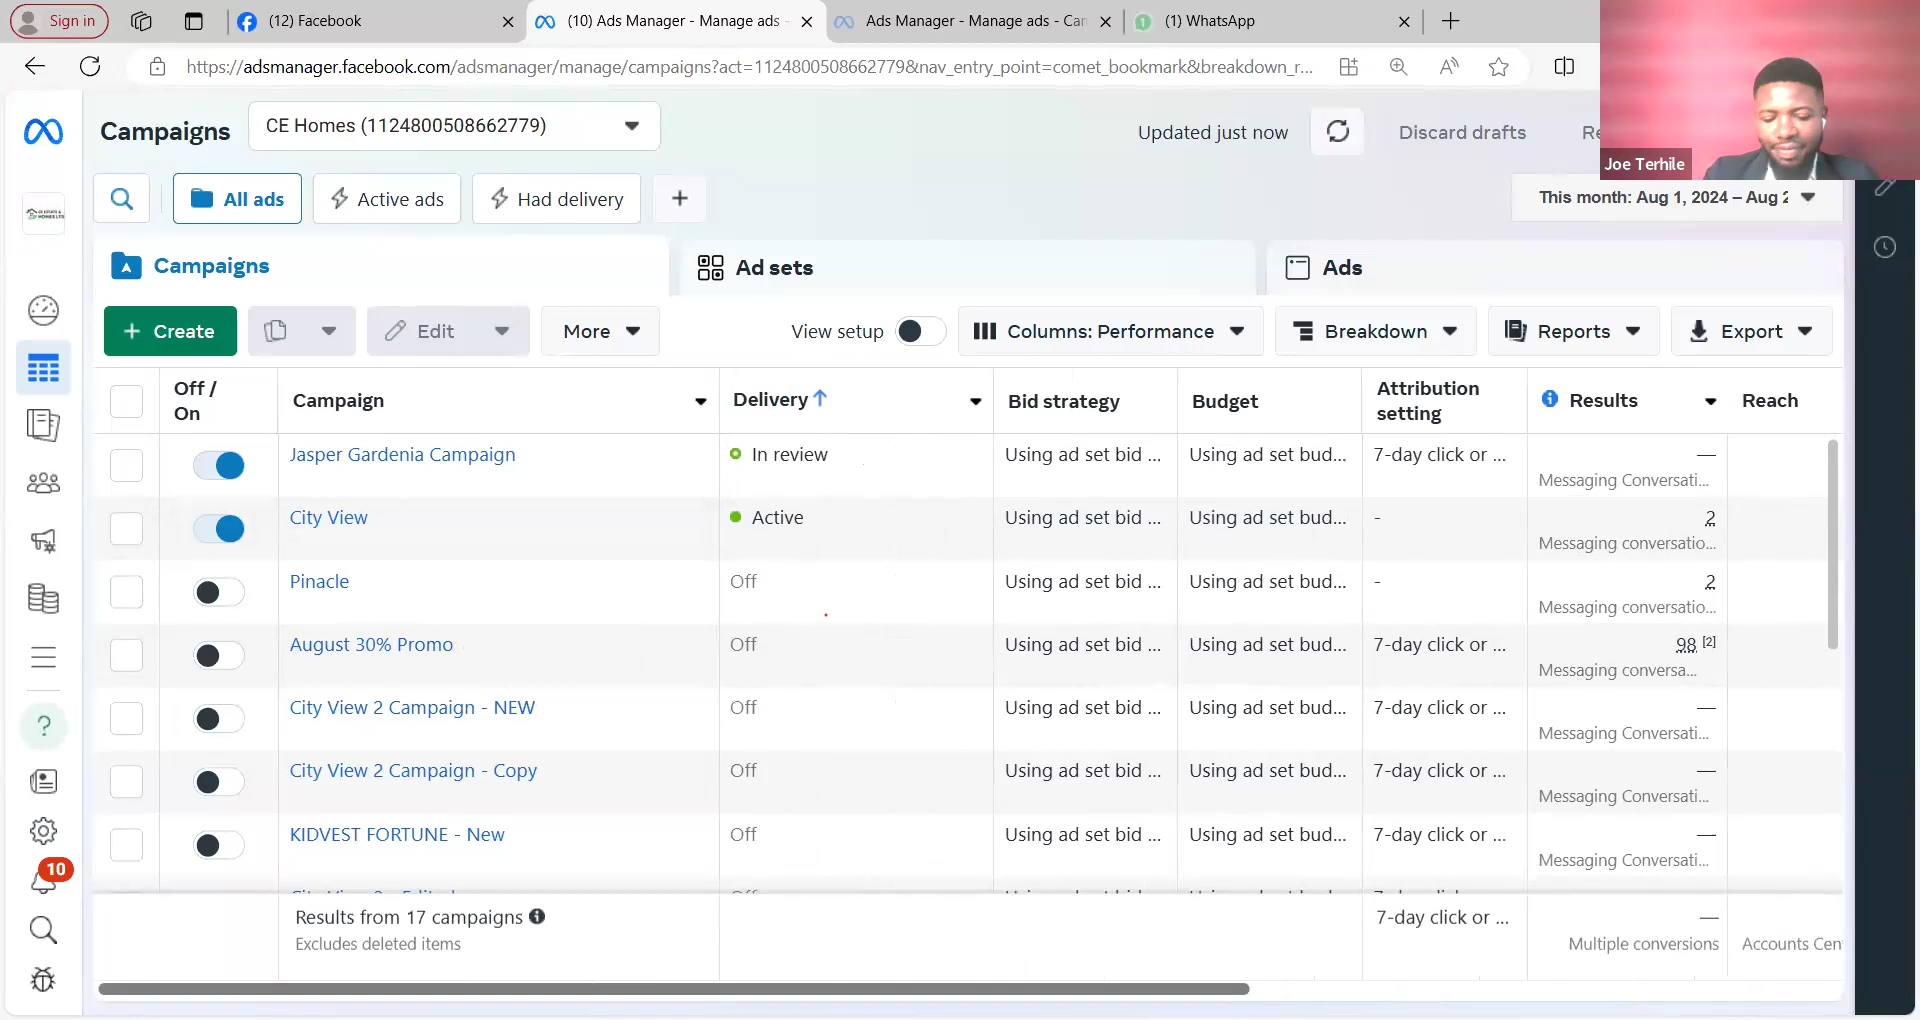 Sign in
(12) Facebook
(10) Ads Manager - Manage ads -
Ads Manager - Manage ads - Can
(1) WhatsApp
https://adsmanager.facebook.com/adsmanager/manage/campaigns?act=1124800508662779&nav_entry_point=comet_bookmark&breakdown_r...
Campaigns
CE Homes (1124800508662779)
Updated just now
Discard drafts
Re
Joe Terhile
All ads
Active ads
Had delivery
This month: Aug 1, 2024 – Aug 2
Campaigns
Ad sets
Ads
Create
Edit
More
View setup
Columns: Performance
Breakdown
Reports
Export
Off / On
Campaign
Delivery
Bid strategy
Budget
Attribution setting
Results
Reach
Jasper Gardenia Campaign
In review
Using ad set bid ...
Using ad set bud...
7-day click or ...
—
Messaging Conversati...
City View
Active
Using ad set bid ...
Using ad set bud...
-
2
Messaging conversatio...
Pinacle
Off
Using ad set bid ...
Using ad set bud...
-
2
Messaging conversatio...
August 30% Promo
Off
Using ad set bid ...
Using ad set bud...
7-day click or ...
98 [2]
Messaging conversa...
City View 2 Campaign - NEW
Off
Using ad set bid ...
Using ad set bud...
7-day click or ...
—
Messaging Conversati...
City View 2 Campaign - Copy
Off
Using ad set bid ...
Using ad set bud...
7-day click or ...
—
Messaging Conversati...
KIDVEST FORTUNE - New
Off
Using ad set bid ...
Using ad set bud...
7-day click or ...
—
Messaging Conversati...
10
Results from 17 campaigns
Excludes deleted items
7-day click or ...
—
Multiple conversions
Accounts Cen